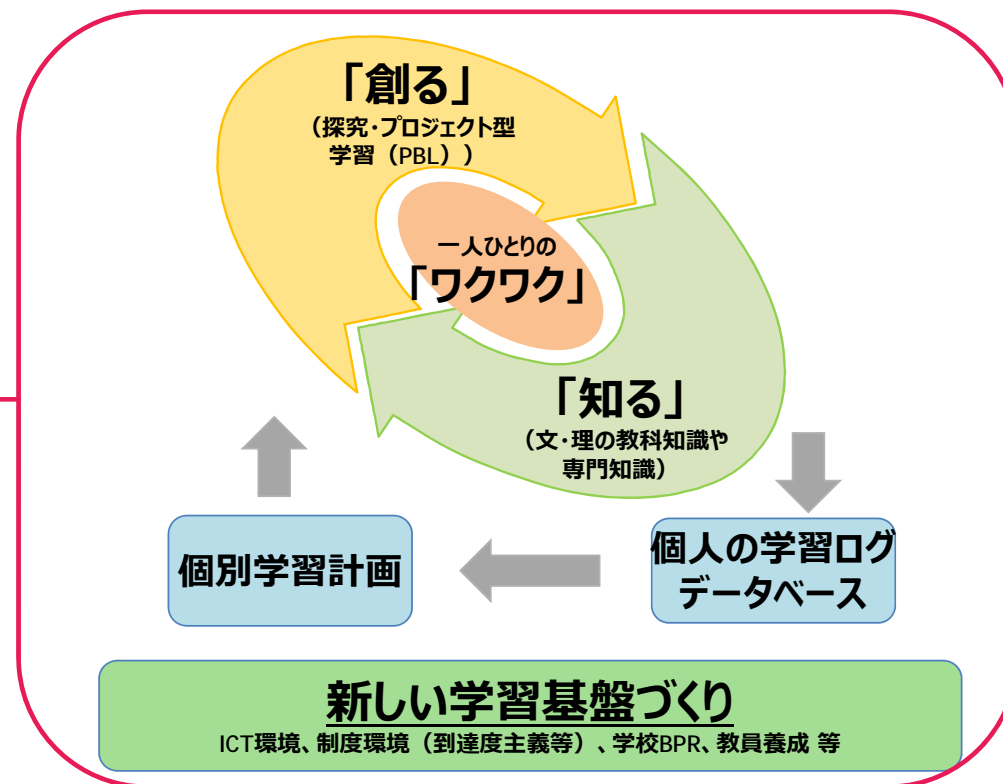 「創る」
（探究・プロジェクト型
学習（PBL））
一人ひとりの
「ワクワク」
「知る」
（文・理の教科知識や
専門知識）
個別学習計画
個人の学習ログ
データベース
新しい学習基盤づくり
ICT環境、制度環境（到達度主義等）、学校BPR、教員養成 等